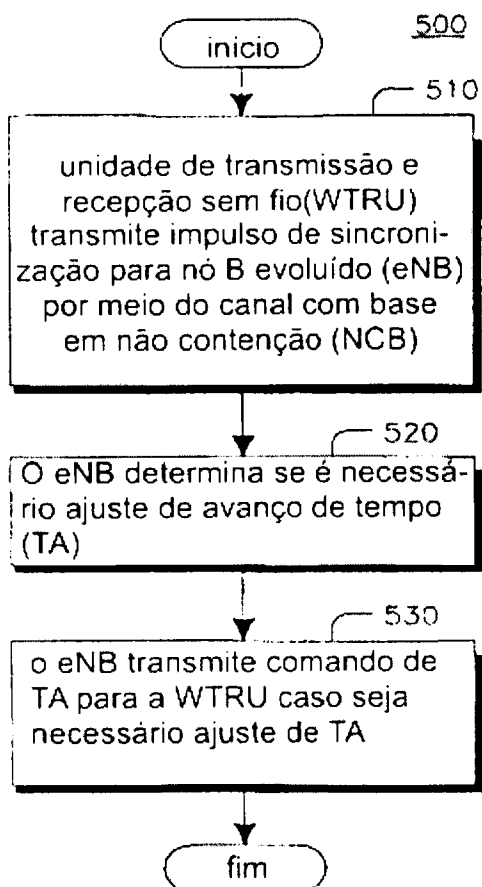 500
início
510
unidade de transmissão e
recepção sem fio(WTRU)
transmite impulso de sincroni-
zação para nó B evoluído (eNB)
por meio do canal com base
em não contenção (NCB)
520
O eNB determina se é necessá-
rio ajuste de avanço de tempo
(TA)
530
o eNB transmite comando de
TA para a WTRU caso seja
necessário ajuste de TA
fim